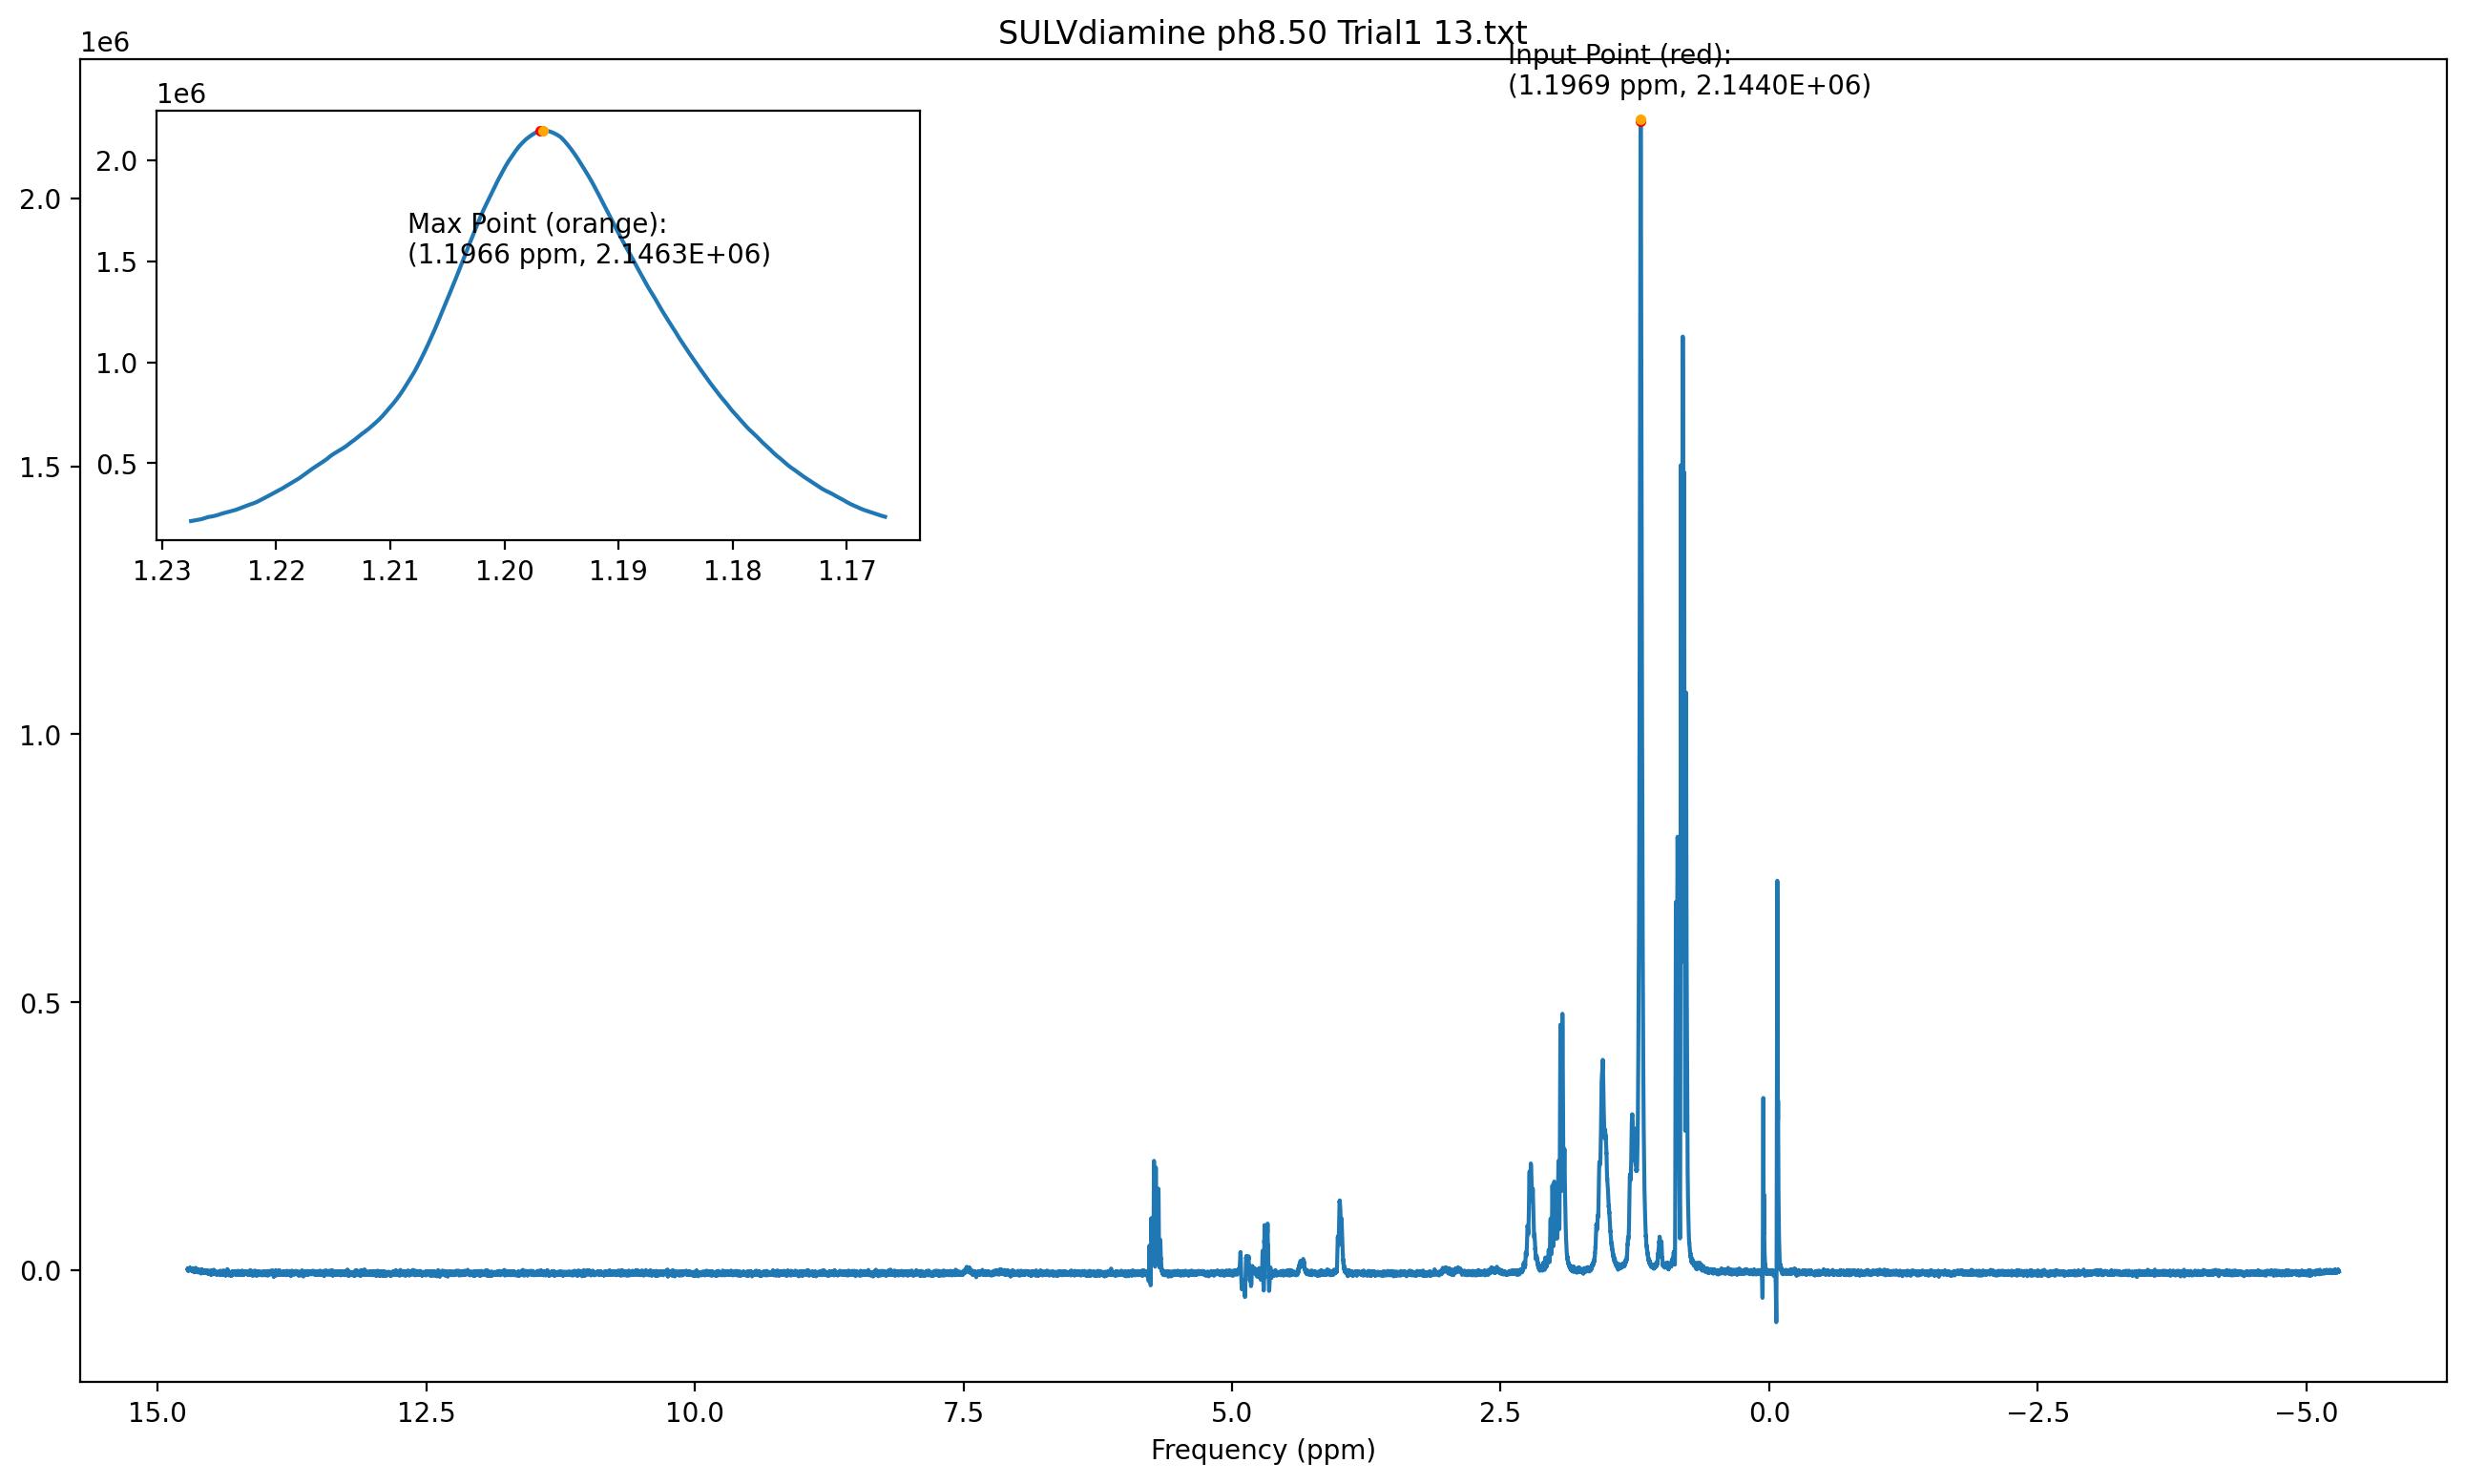 SULVdiamine ph8.50 Trial1 13.txt
Input Point (red):
(1.1969 ppm, 2.1440E+06)
1e6
1e6
2.0
1.5
1.0
0.5
Max Point (orange):
(1.1966 ppm, 2.1463E+06)
1.23 1.22 1.21 1.20 1.19 1.18 1.17
2.0
1.5
1.0
0.5
0.0
15.0 12.5 10.0 7.5 5.0 2.5 0.0 −2.5 −5.0
Frequency (ppm)